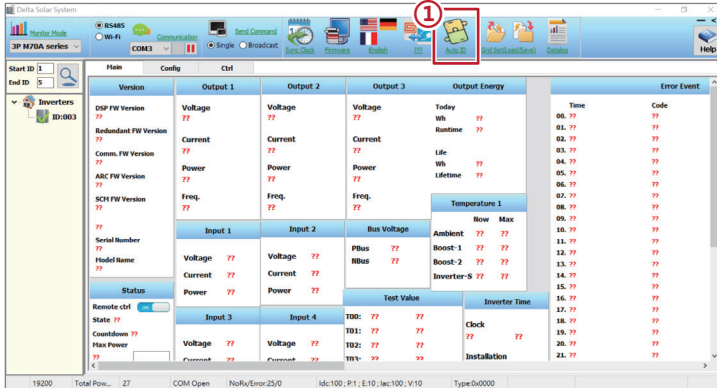 Delta Solar System
Monitor Mode
3P M70A series
RS485
Wi-Fi
COM3
Communication
Send Command
Single
Broadcast
Sync Clock
Firmware
English
???
1
Auto ID
Grid Set(Load/Save)
Datalog
Help
Start ID 1
End ID 5
Inverters
ID:003
Main Config Ctrl
Version
DSP FW Version
??
Redundant FW Version
??
Comm. FW Version
??
ARC FW Version
??
SCM FW Version
??
??
Serial Number
??
Model Name
??
Status
Remote ctrl ON
State ??
Countdown ??
Max Power
??
Output 1
Voltage
??
Current
??
Power
??
Freq.
??
Output 2
Voltage
??
Current
??
Power
??
Freq.
??
Output 3
Voltage
??
Current
??
Power
??
Freq.
??
Output Energy
Today
Wh ??
Runtime ??
Life
Wh ??
Lifetime ??
Input 1
Voltage ??
Current ??
Power ??
Input 2
Voltage ??
Current ??
Power ??
Bus Voltage
PBus ??
NBus ??
Temperature 1
Now Max
Ambient ?? ??
Boost-1 ?? ??
Boost-2 ?? ??
Inverter-S ?? ??
Input 3
Voltage ??
Current ??
Input 4
Voltage ??
Current ??
Test Value
T00: ?? ??
T01: ?? ??
T02: ?? ??
T03: ?? ??
Inverter Time
Clock
?? ??
Installation
Error Event
Time Code
00. ?? ??
01. ?? ??
02. ?? ??
03. ?? ??
04. ?? ??
05. ?? ??
06. ?? ??
07. ?? ??
08. ?? ??
09. ?? ??
10. ?? ??
11. ?? ??
12. ?? ??
13. ?? ??
14. ?? ??
15. ?? ??
16. ?? ??
17. ?? ??
18. ?? ??
19. ?? ??
20. ?? ??
21. ?? ??
19200 Total Pow... 27 COM Open NoRx/Error:25/0 Idc:100 ; P:1 ; E:10 ; Iac:100 ; V:10 Type:0x0000